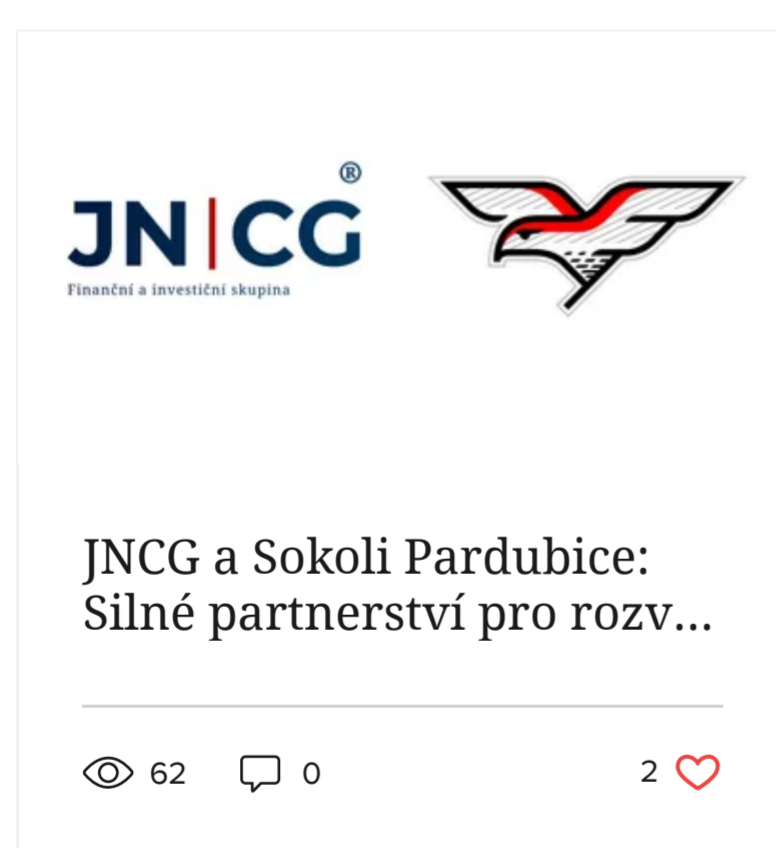 ®
JN|CG
Finanční a investiční skupina
JNCG a Sokoli Pardubice:
Silné partnerství pro rozv...
62 0 2